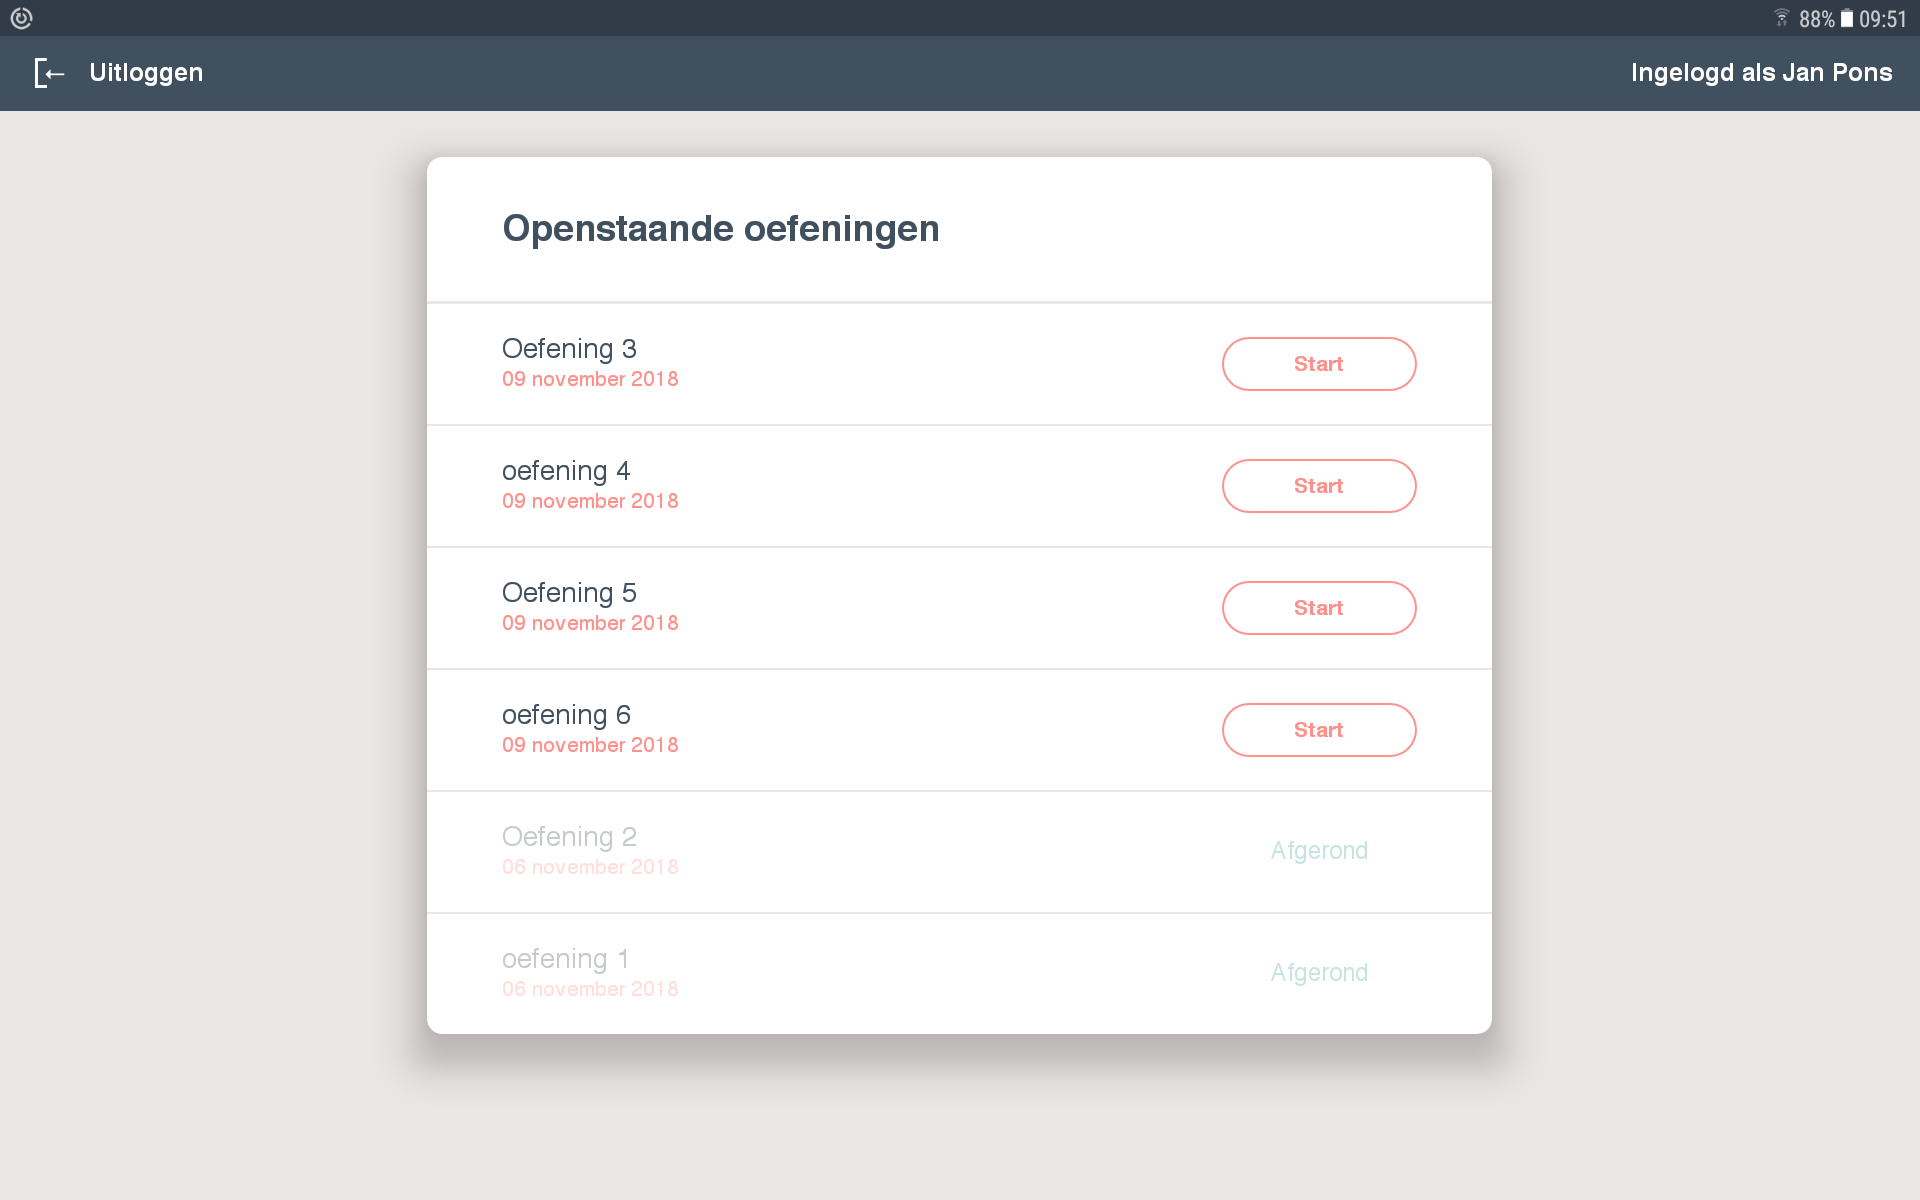 88% 09:51
Uitloggen
Ingelogd als Jan Pons
Openstaande oefeningen
Oefening 3
09 november 2018
Start
oefening 4
09 november 2018
Start
Oefening 5
09 november 2018
Start
oefening 6
09 november 2018
Start
Oefening 2
06 november 2018
Afgerond
oefening 1
06 november 2018
Afgerond